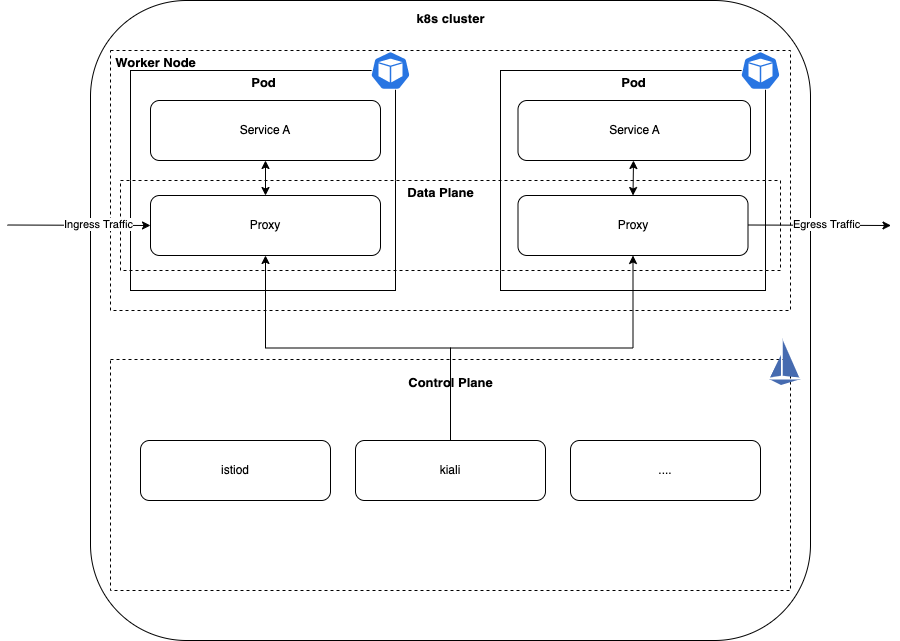 k8s cluster
Worker Node
Pod
Pod
Service A
Service A
Data Plane
Ingress Traffic
Proxy
Proxy
Egress Traffic
Control Plane
istiod
kiali
....